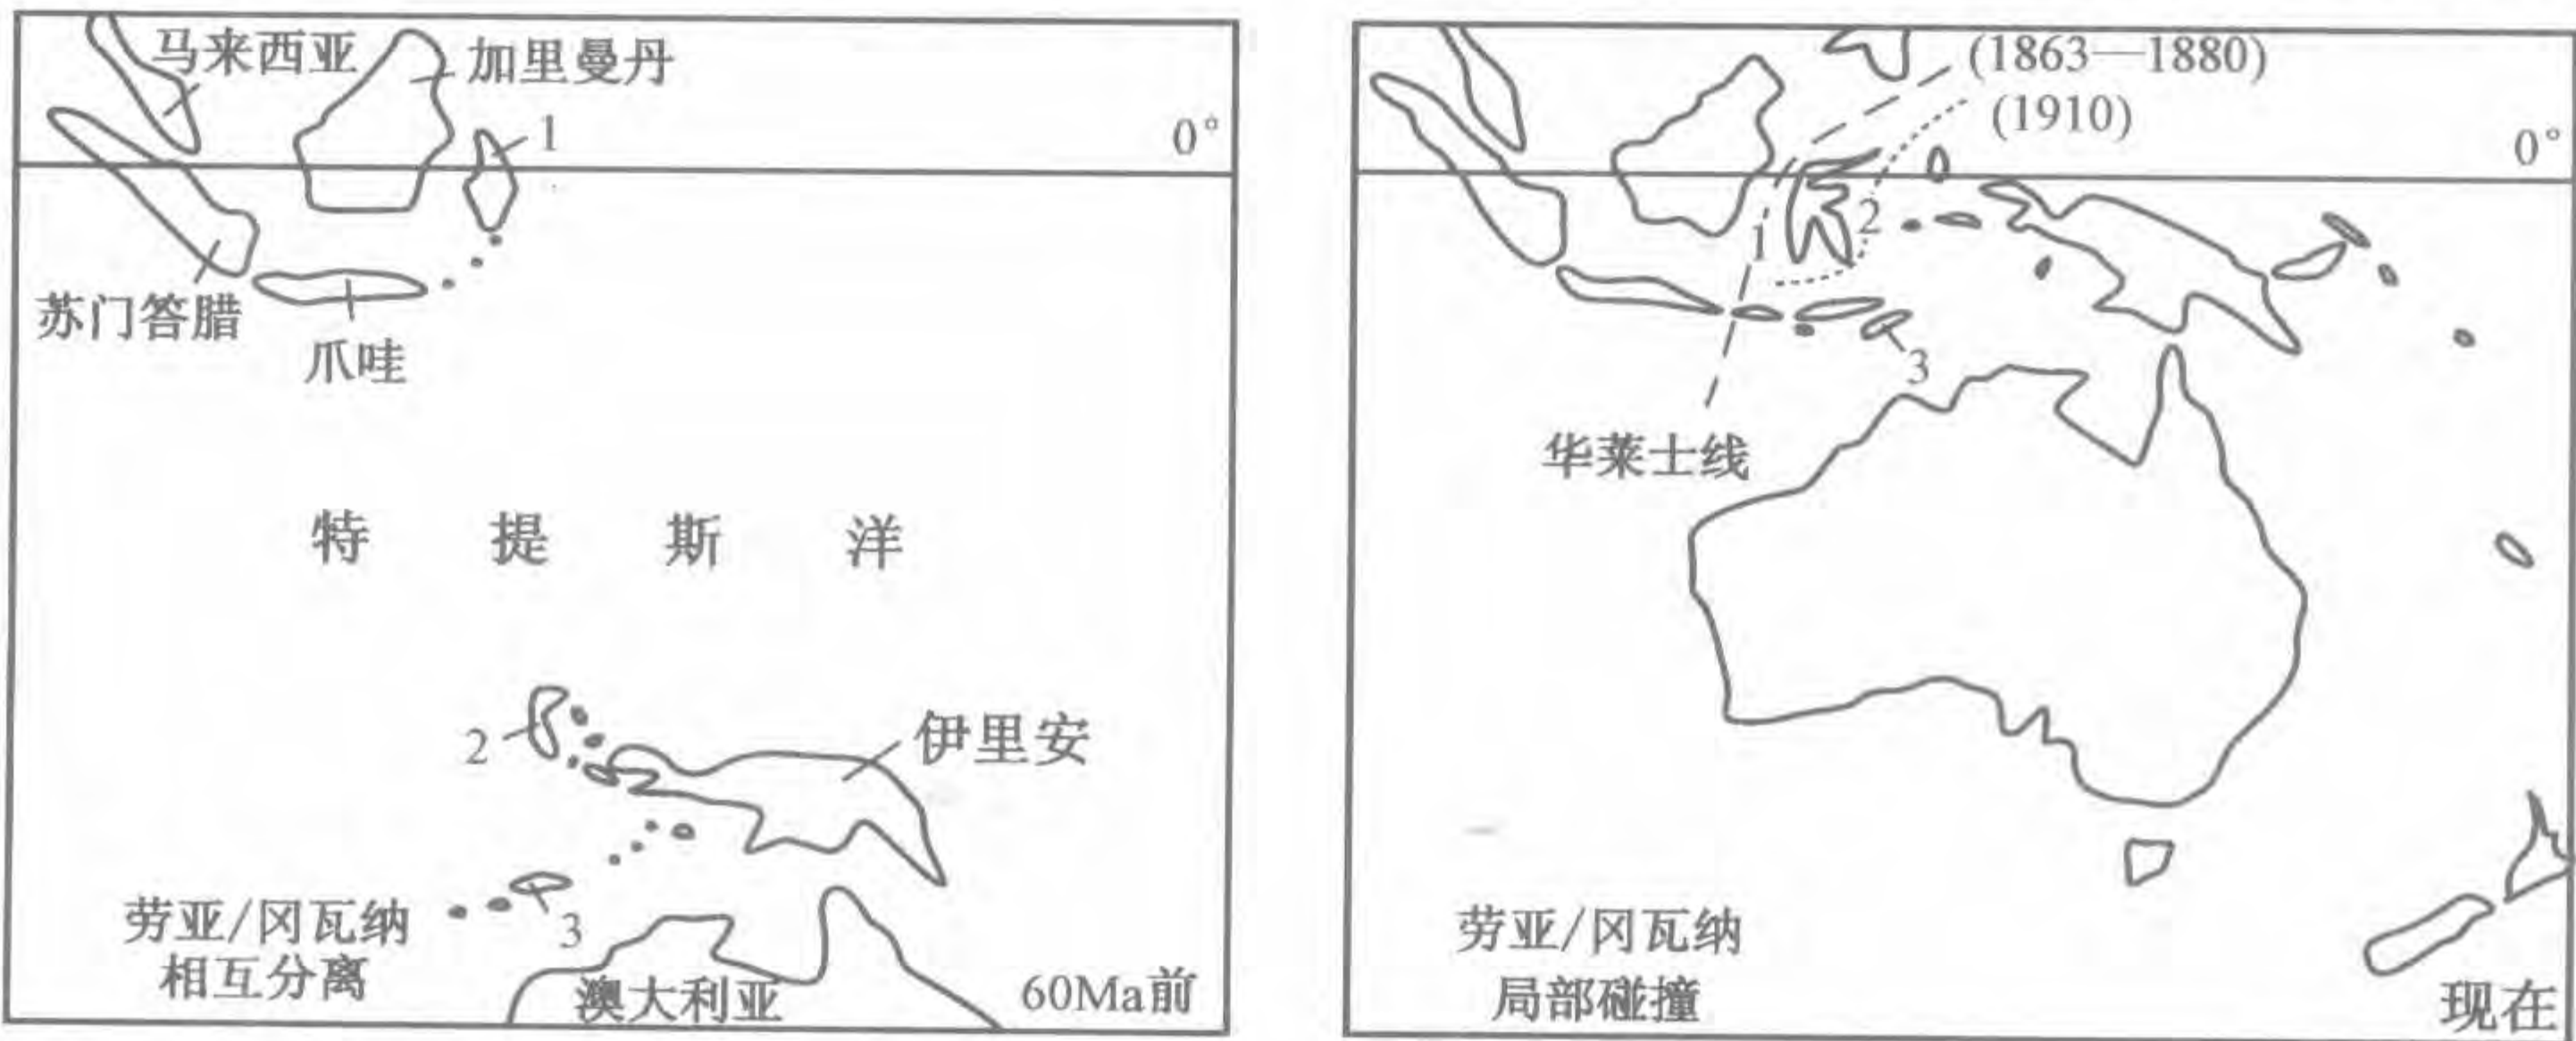 马来西亚
加里曼丹
1
0°
苏门答腊
爪哇
特提斯洋
2
伊里安
3
劳亚/冈瓦纳
相互分离
澳大利亚
60Ma前
(1863—1880)
(1910)
0°
1
2
3
华莱士线
劳亚/冈瓦纳
局部碰撞
现在